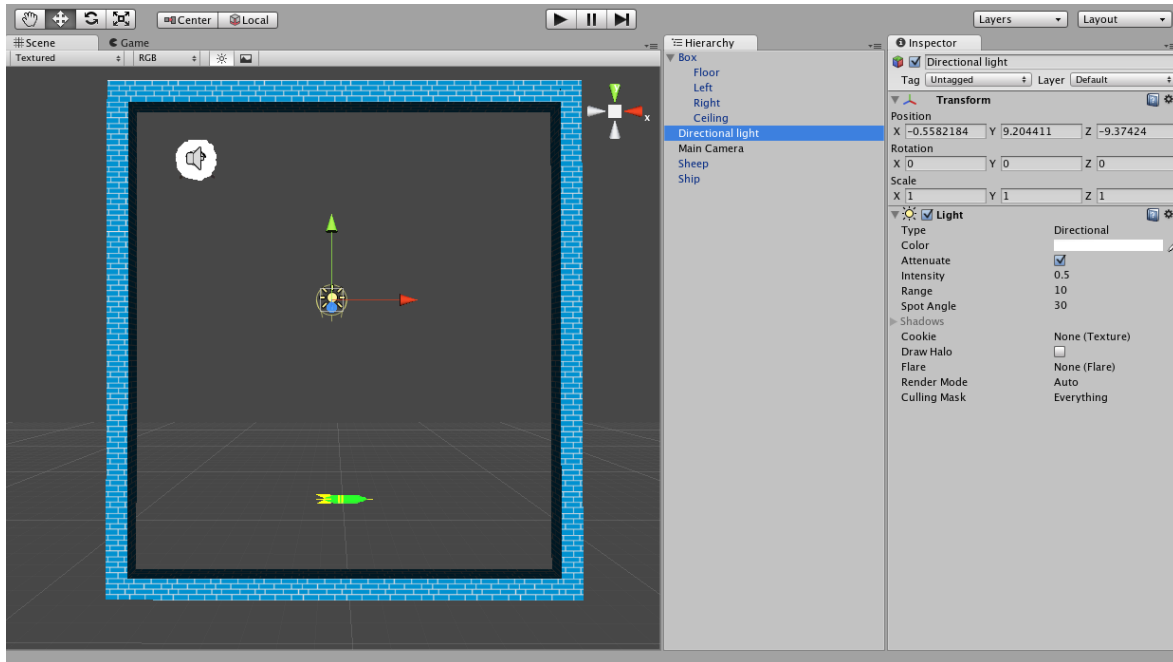 Center Local
Layers Layout
Scene Game
Textured RGB
x
Hierarchy
Box
Floor
Left
Right
Ceiling
Directional light
Main Camera
Sheep
Ship
Inspector
Directional light
Tag Untagged Layer Default
Transform
Position
X -0.5582184 Y 9.204411 Z -9.37424
Rotation
X 0 Y 0 Z 0
Scale
X 1 Y 1 Z 1
Light
Type Directional
Color
Attenuate
Intensity 0.5
Range 10
Spot Angle 30
Shadows
Cookie None (Texture)
Draw Halo
Flare None (Flare)
Render Mode Auto
Culling Mask Everything